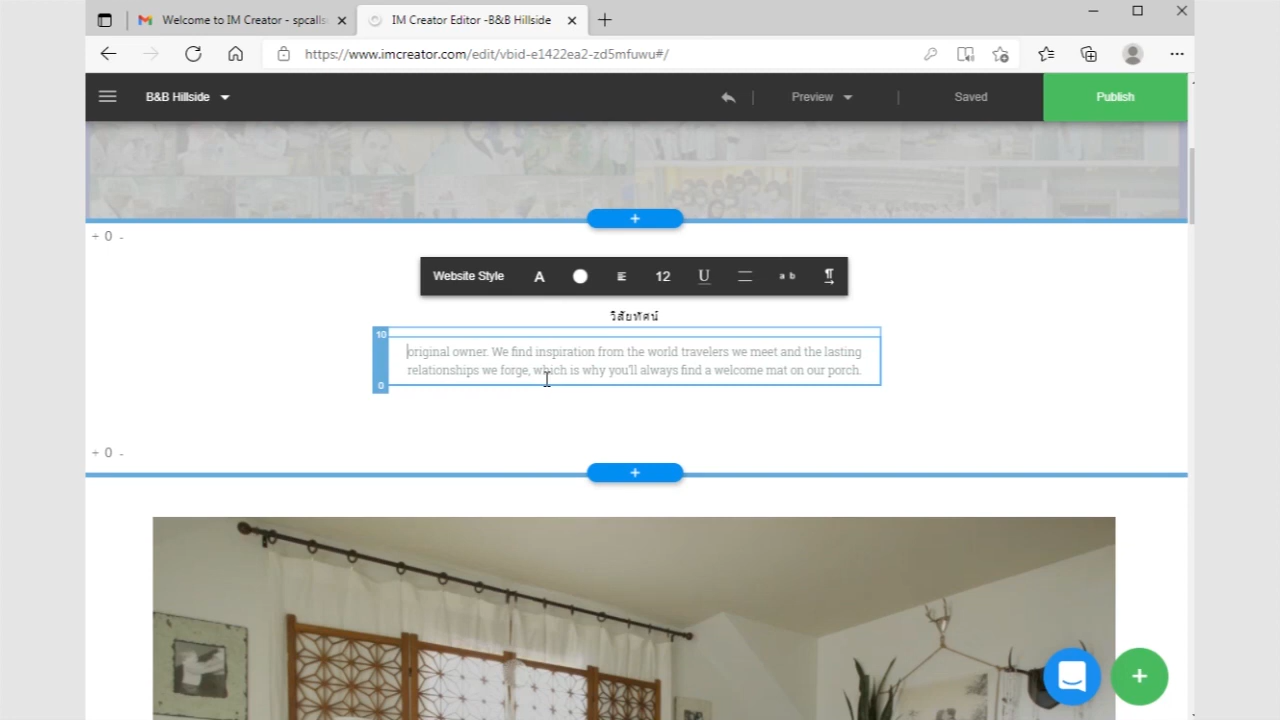 Welcome to IM Creator - spcalls
IM Creator Editor -B&B Hillside
https://www.imcreator.com/edit/vbid-e1422ea2-zd5mfuwu#/
B&B Hillside
Preview
Saved
Publish
+ 0 -
Website Style A 12 U a b
วิสัยทัศน์
10
original owner. We find inspiration from the world travelers we meet and the lasting
relationships we forge, which is why you'll always find a welcome mat on our porch.
0
+ 0 -